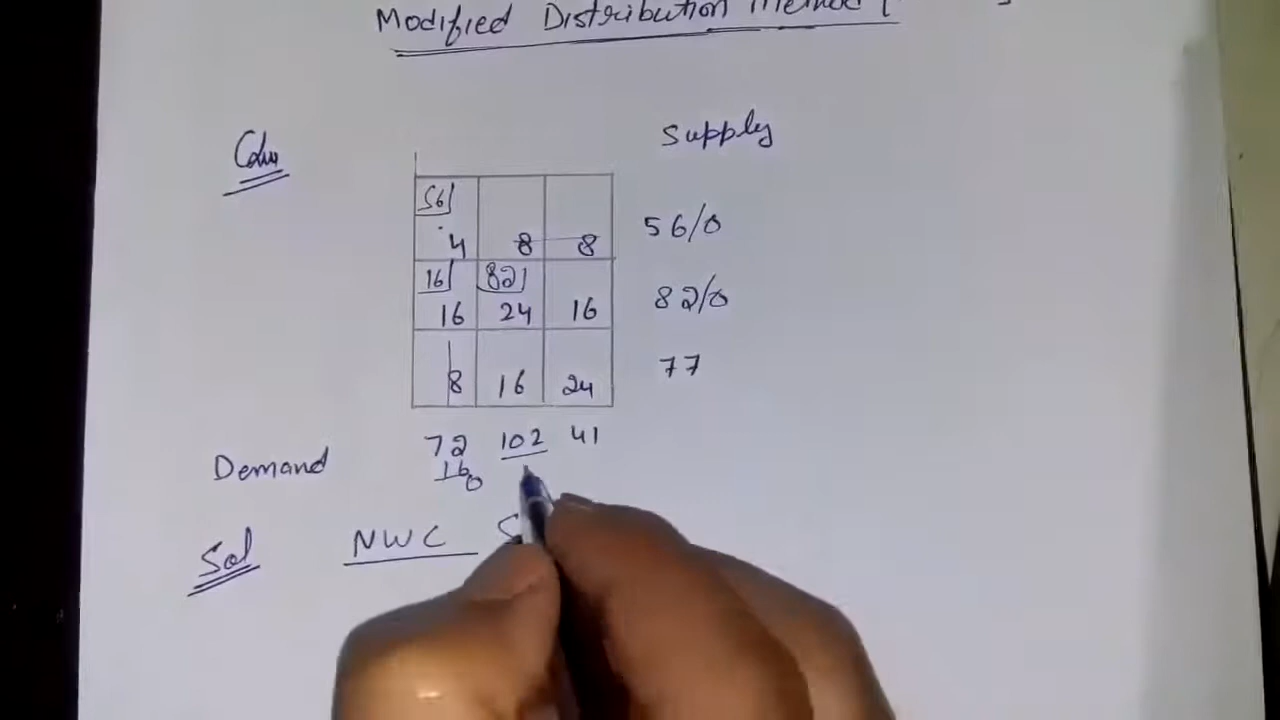 Modified Distribution Method (
Supply
56
4 8 8 56/0
16 82
16 24 16 82/0
8 16 24 77
72 102 41
Demand 16 0
Sol NWC S